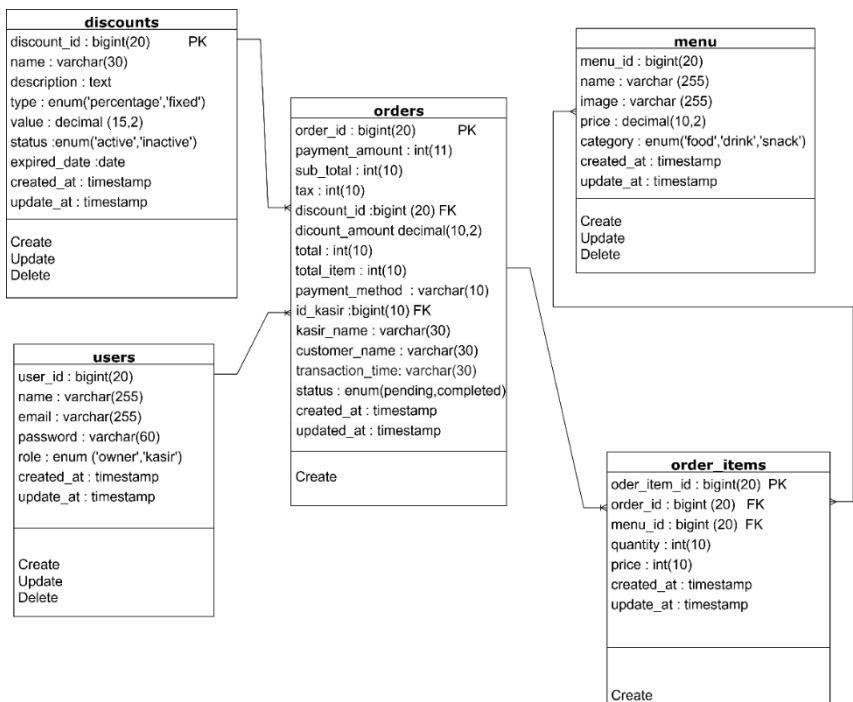 discounts
discount_id : bigint(20) PK
name : varchar(30)
description : text
type : enum('percentage','fixed')
value : decimal (15,2)
status :enum('active','inactive')
expired_date :date
created_at : timestamp
update_at : timestamp
Create
Update
Delete
users
user_id : bigint(20)
name : varchar(255)
email : varchar(255)
password : varchar(60)
role : enum ('owner','kasir')
created_at : timestamp
update_at : timestamp
Create
Update
Delete
orders
order_id : bigint(20) PK
payment_amount : int(11)
sub_total : int(10)
tax : int(10)
discount_id :bigint (20) FK
dicount_amount decimal(10,2)
total : int(10)
total_item : int(10)
payment_method : varchar(10)
id_kasir :bigint(10) FK
kasir_name : varchar(30)
customer_name : varchar(30)
transaction_time: varchar(30)
status : enum(pending,completed)
created_at : timestamp
updated_at : timestamp
Create
menu
menu_id : bigint(20)
name : varchar (255)
image : varchar (255)
price : decimal(10,2)
category : enum('food','drink','snack')
created_at : timestamp
update_at : timestamp
Create
Update
Delete
order_items
oder_item_id : bigint(20) PK
order_id : bigint (20) FK
menu_id : bigint (20) FK
quantity : int(10)
price : int(10)
created_at : timestamp
update_at : timestamp
Create